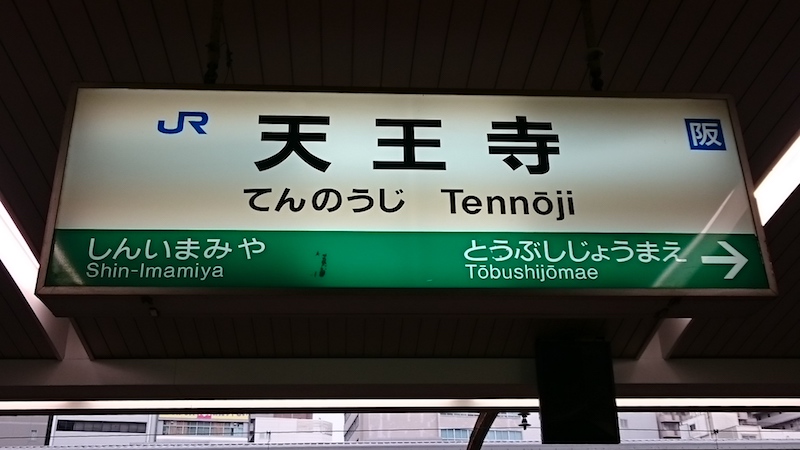 JR 天王寺 阪
てんのうじ Tennōji
しんいまみや とうぶしじょうまえ
Shin-Imamiya Tōbushijōmae